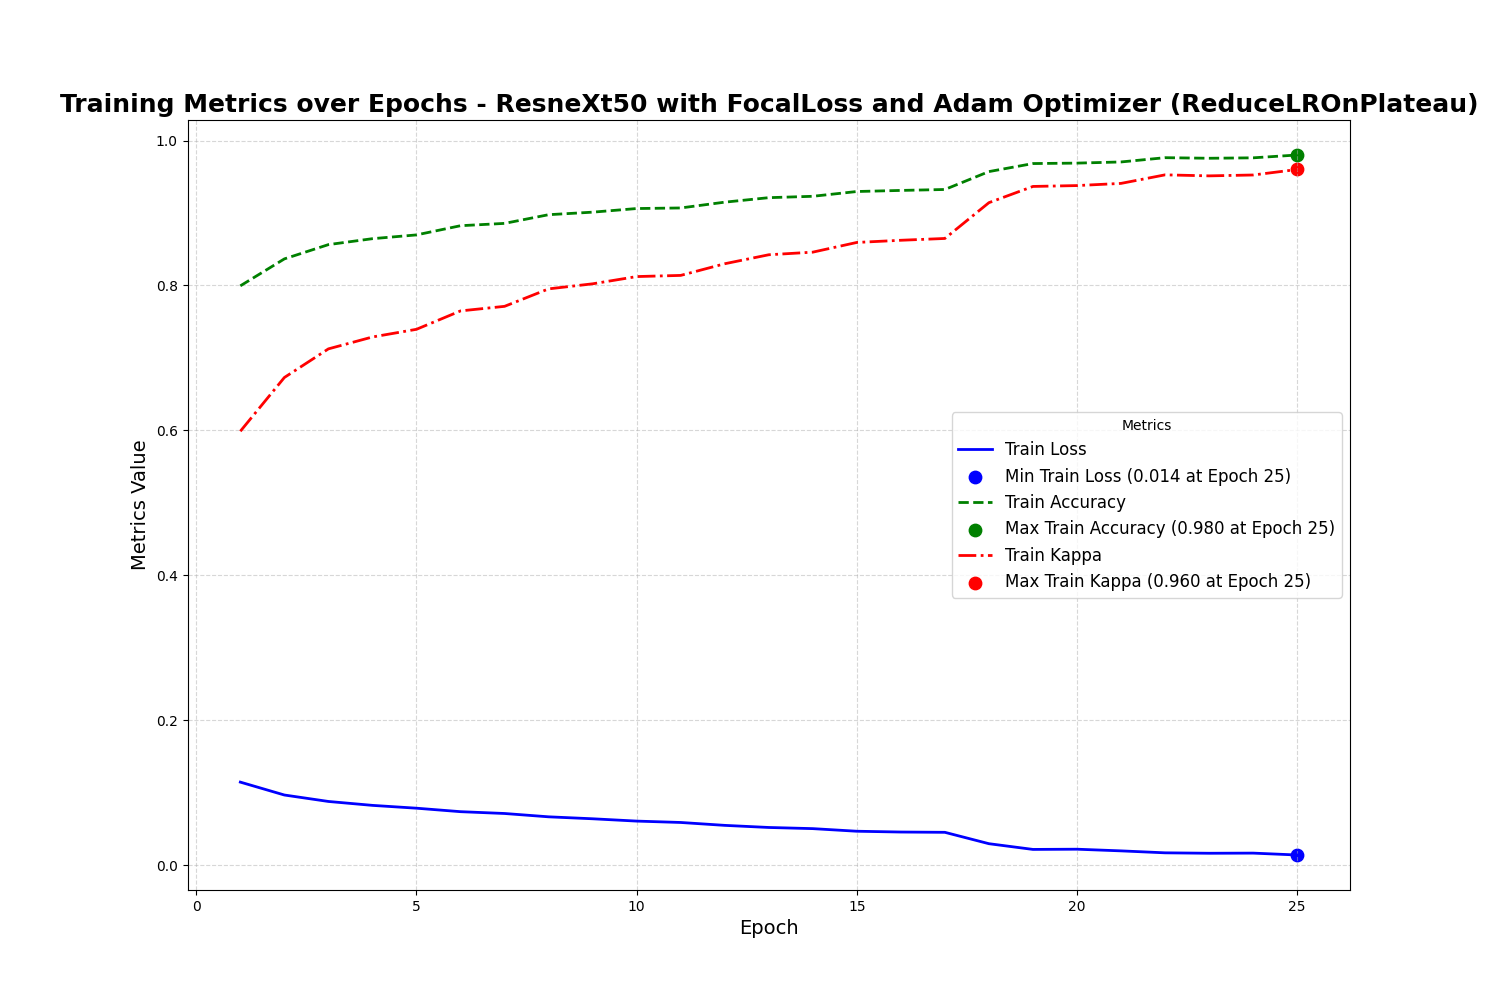 Training Metrics over Epochs - ResneXt50 with FocalLoss and Adam Optimizer (ReduceLROnPlateau)
1.0
0.8
0.6
0.4
0.2
0.0
Metrics Value
Metrics
Train Loss
Min Train Loss (0.014 at Epoch 25)
Train Accuracy
Max Train Accuracy (0.980 at Epoch 25)
Train Kappa
Max Train Kappa (0.960 at Epoch 25)
0 5 10 15 20 25
Epoch